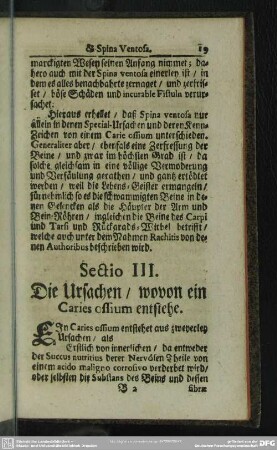 & Spina Ventosa. 19
marckigten Wesen seinen Anfang nimmet; da-
hero auch mit der Spina ventosa einerley ist / in
dem es alles benachbahrte zernaget / und zerfris-
set / böse Schäden und incurable Fistuln verur-
sachet:
Hieraus erhellet / daß Spina ventosa nur
allein in denen Special-Ursachen und deren Kenn-
Zeichen von einem Carie ossium unterschieden.
Generaliter aber / ebenfals eine Zerfressung der
Beine / und zwar im höchsten Grad ist / da
solche gleichsam in eine völlige Vermoderung
und Verfäulung gerathen / und gantz ertödtet
werden / weil die Lebens-Geister ermangeln /
fürnehmlich so es die schwammigten Beine in de-
nen Gelencken als die Häupter der Arm und
Bein-Röhren / ingleichen die Beine des Carpi
und Tarsi und Rückgrads-Wirbel betrifft /
welche auch unter dem Nahmen Rachitis von de-
nen Authoribus beschrieben wird.
Sectio III.
Die Ursachen / wovon ein
Caries ossium entstehe.
EIn Caries ossium entstehet aus zweyerley
Ursachen / als
Erstlich von innerlichen / da entweder
der Succus nutritius derer Nervösen Theile von
einem acido maligno corrosivo verderbet wird /
oder selbsten die Substans des Beins und dessen
B 2 übrie